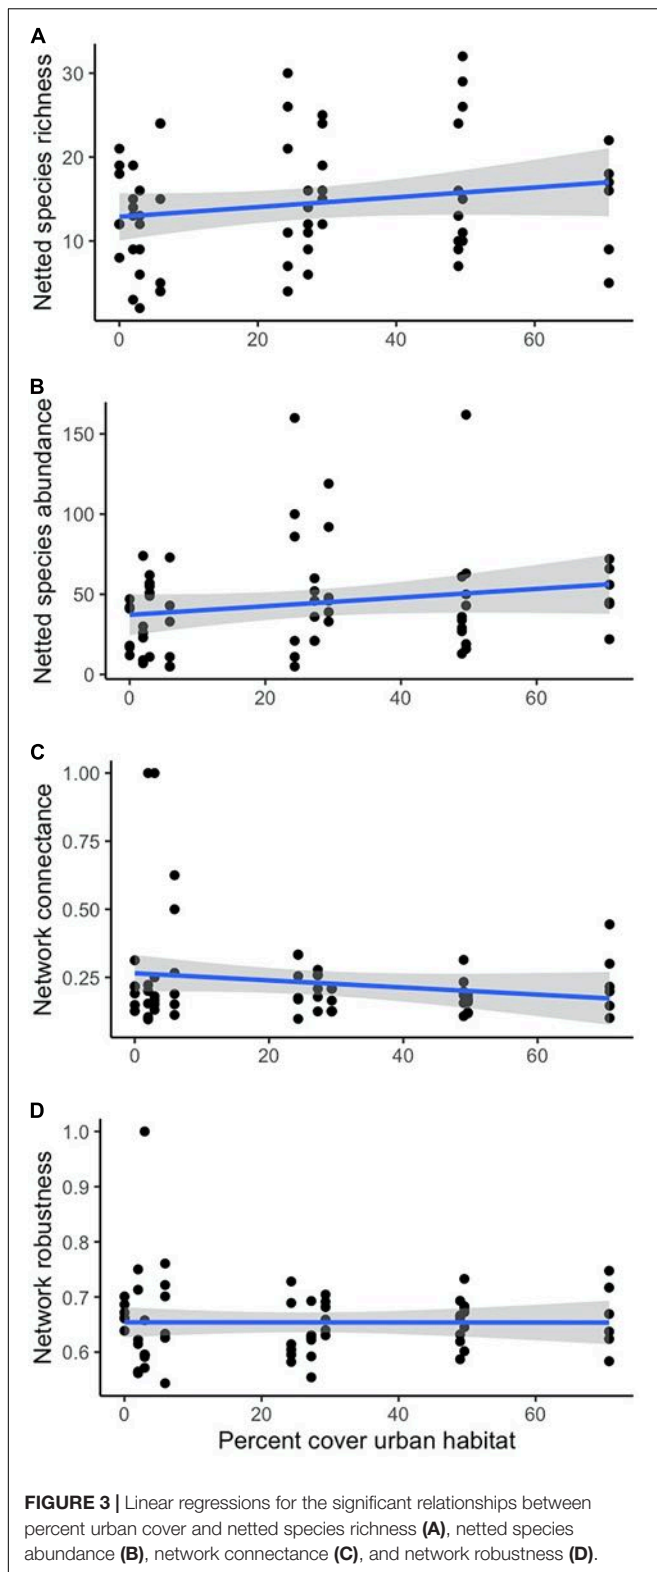 A
Netted species richness
30
20
10
0 20 40 60
B
Netted species abundance
150
100
50
0
0 20 40 60
C
Network connectance
1.00
0.75
0.50
0.25
0 20 40 60
D
Network robustness
1.0
0.9
0.8
0.7
0.6
0 20 40 60
Percent cover urban habitat
FIGURE 3 | Linear regressions for the significant relationships between
percent urban cover and netted species richness (A), netted species
abundance (B), network connectance (C), and network robustness (D).